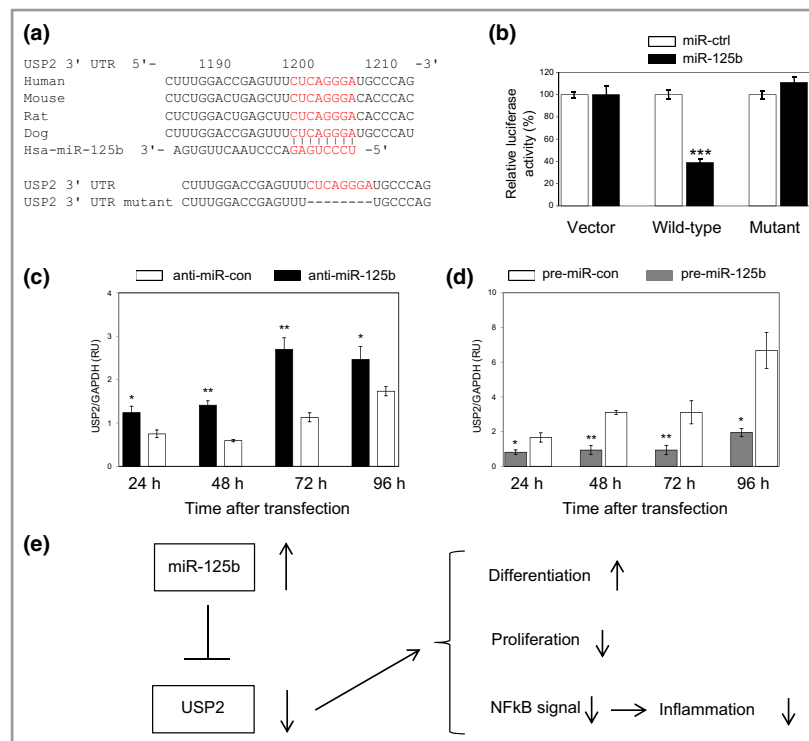 (a)
USP2 3' UTR 5'- 1190 1200 1210 -3'
Human CUUUGGACCGAGUUUCUCAGGGAUGCCCAG
Mouse CUCUGGACUGAGCUUCUCAGGGACACCCAC
Rat CUCUGGACUGAGCUUCUCAGGGACACCCAC
Dog CUUUGGACCGAGUUUCUCAGGGAUGCCCAU
Hsa-miR-125b 3'- AGUGUUCAAUCCCAGAGUCCCU -5'
USP2 3' UTR CUUUGGACCGAGUUUCUCAGGGAUGCCCAG
USP2 3' UTR mutant CUUUGGACCGAGUUU--------UGCCCAG
(b)
miR-ctrl
miR-125b
Relative luciferase
activity (%)
120
100
80
60
40
20
0
***
Vector Wild-type Mutant
(c)
anti-miR-con anti-miR-125b
USP2/GAPDH (RU)
4
3
2
1
0
* ** ** *
24 h 48 h 72 h 96 h
Time after transfection
(d)
pre-miR-con pre-miR-125b
USP2/GAPDH (RU)
10
8
6
4
2
0
* ** ** *
24 h 48 h 72 h 96 h
Time after transfection
(e)
miR-125b
USP2
Differentiation
Proliferation
NFkB signal
Inflammation